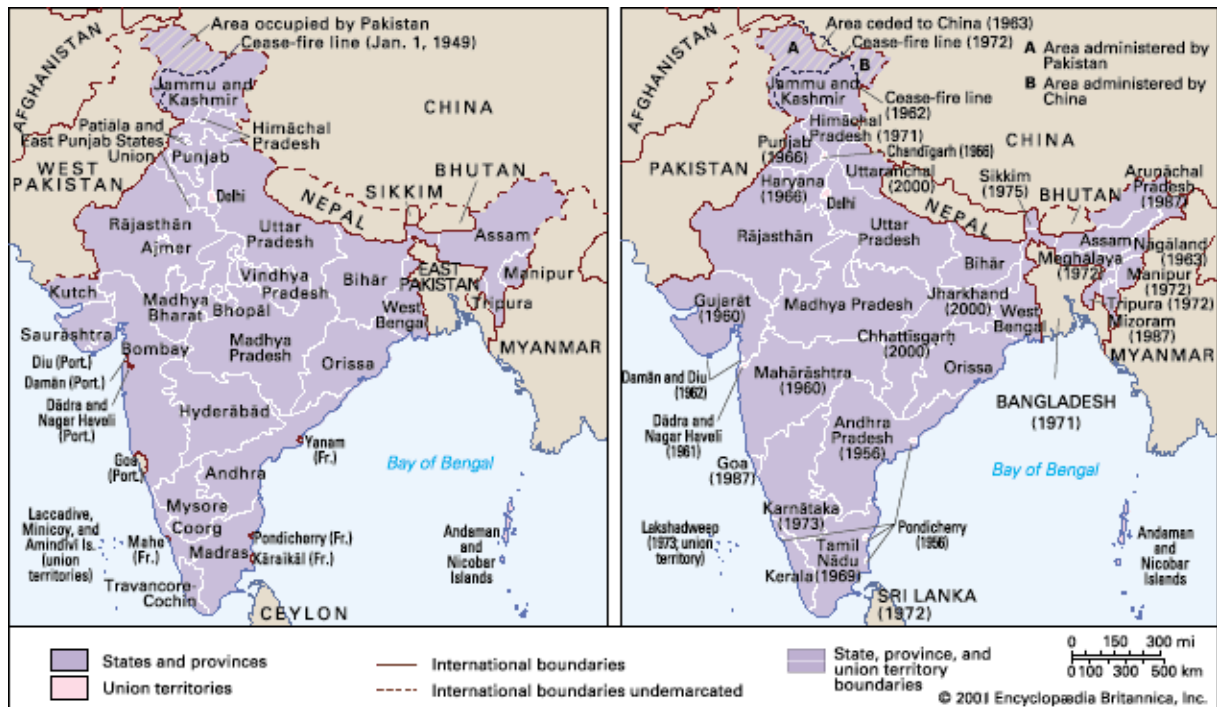 Area occupied by Pakistan
Cease-fire line (Jan. 1, 1949)
AFGHANISTAN
Jammu and
Kashmir
CHINA
Patiāla and
East Punjab States
Union
Himāchal
Pradesh
Punjab
WEST
PAKISTAN
BHUTAN
SIKKIM
NEPAL
Delhi
Rājasthān
Ajmer
Uttar
Pradesh
Assam
Vindhya
Pradesh
Bihār
EAST
PAKISTAN
Manipur
Kutch
Madhya
Bharat
Bhopāl
Tripura
West
Bengal
Saurashtra
Bombay
Madhya
Pradesh
Orissa
MYANMAR
Diu (Port.)
Damān (Port.)
Dādra and
Nagar Haveli
(Port.)
Hyderābād
Yanam
(Fr.)
Goa
(Port.)
Andhra
Bay of Bengal
Mysore
Coorg
Laccadive,
Minicoy, and
Amindivi Is.
(union
territories)
Mahe
(Fr.)
Madras
Pondicherry (Fr.)
Kāraikāl (Fr.)
Andaman
and
Nicobar
Islands
Travancore-
Cochin
CEYLON
Area ceded to China (1963)
Cease-fire line (1972)
A Area administered by
Pakistan
B Area administered by
China
A
B
AFGHANISTAN
Jammu and
Kashmir
Cease-fire line
(1962)
Himāchal
Pradesh (1971)
CHINA
Punjab
(1966)
Chandīgarh (1966)
PAKISTAN
Haryana
(1966)
Uttaranchal
(2000)
Sikkim
(1975)
BHUTAN
Arunāchal
Pradesh
(1987)
Delhi
NEPAL
Rājasthān
Uttar
Pradesh
Assam
Nāgāland
(1963)
Bihār
Meghālaya
(1972)
Manipur
(1972)
Gujarāt
(1960)
Madhya Pradesh
Jharkhand
(2000)
West
Bengal
Tripura (1972)
Mizoram
(1987)
Chhattīsgarh
(2000)
MYANMAR
Damān and Diu
(1962)
Mahārāshtra
(1960)
Orissa
Dādra and
Nagar Haveli
(1961)
BANGLADESH
(1971)
Andhra
Pradesh
(1956)
Goa
(1987)
Bay of Bengal
Karnātaka
(1973)
Lakshadweep
(1973; union
territory)
Pondicherry
(1956)
Tamil
Nādu
(1969)
Kerala
Andaman
and
Nicobar
Islands
SRI LANKA
(1972)
States and provinces
Union territories
International boundaries
International boundaries undemarcated
State, province, and
union territory
boundaries
0 150 300 mi
0 100 300 500 km
© 2001 Encyclopædia Britannica, Inc.